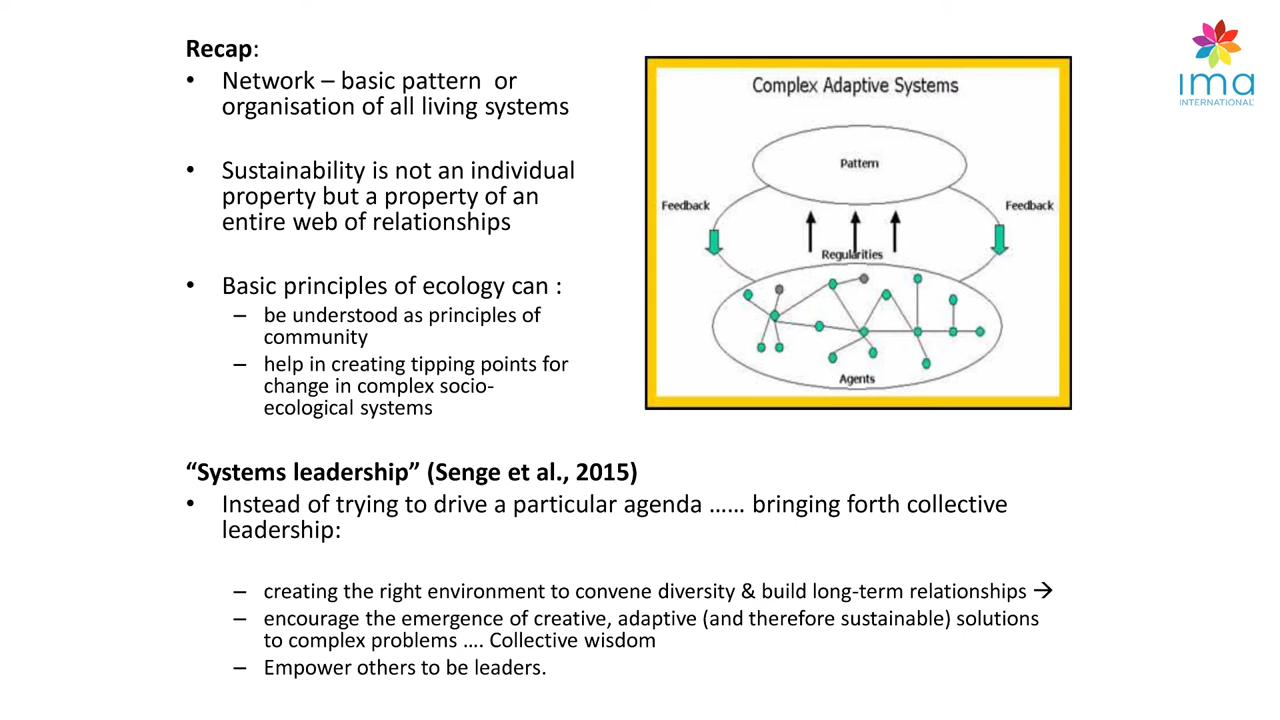 Recap:
• Network – basic pattern or
organisation of all living systems
• Sustainability is not an individual
property but a property of an
entire web of relationships
• Basic principles of ecology can :
– be understood as principles of
community
– help in creating tipping points for
change in complex socio-
ecological systems
Complex Adaptive Systems
Pattern
Feedback
Feedback
Regularities
Agents
ima
INTERNATIONAL
“Systems leadership” (Senge et al., 2015)
• Instead of trying to drive a particular agenda …… bringing forth collective
leadership:
– creating the right environment to convene diversity & build long-term relationships →
– encourage the emergence of creative, adaptive (and therefore sustainable) solutions
to complex problems …. Collective wisdom
– Empower others to be leaders.